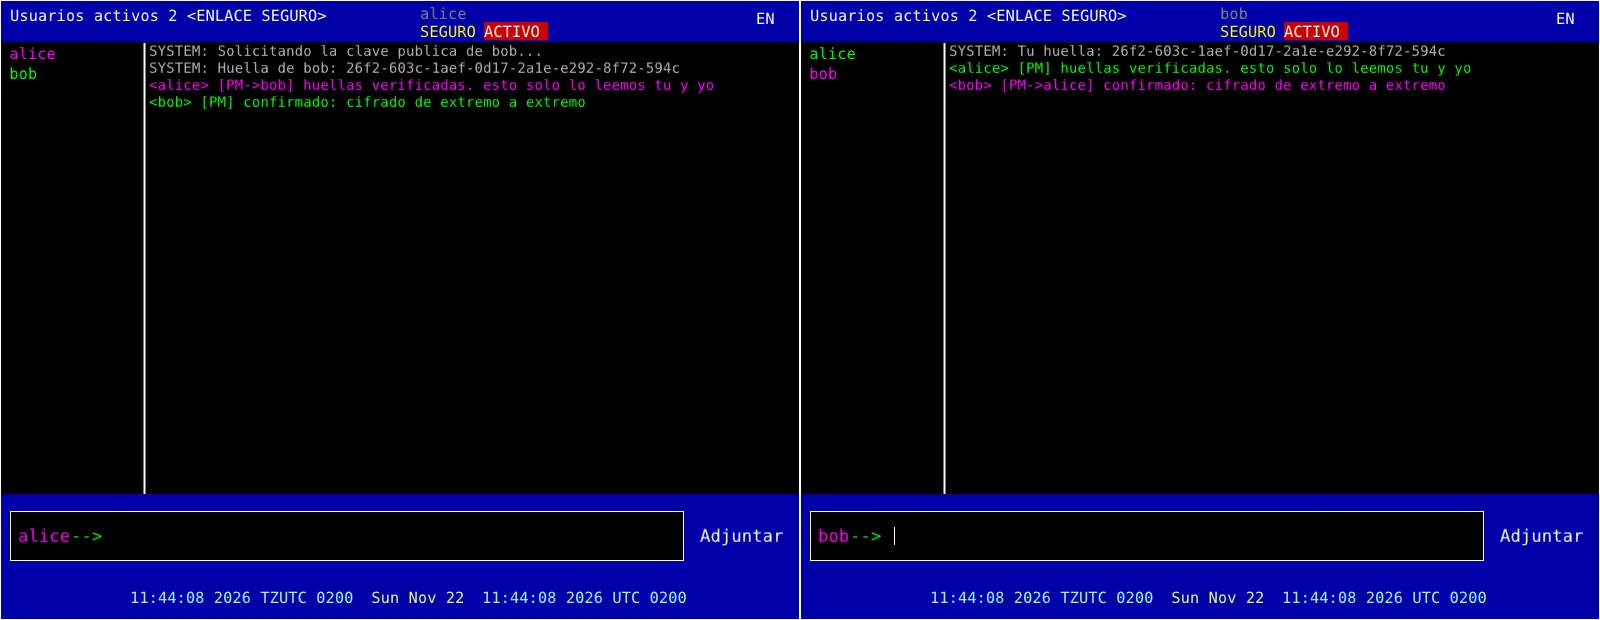 Usuarios activos 2 <ENLACE SEGURO>
alice
SEGURO ACTIVO
EN
alice
bob
SYSTEM: Solicitando la clave publica de bob...
SYSTEM: Huella de bob: 26f2-603c-1aef-0d17-2a1e-e292-8f72-594c
<alice> [PM->bob] huellas verificadas. esto solo lo leemos tu y yo
<bob> [PM] confirmado: cifrado de extremo a extremo
alice-->
Adjuntar
11:44:08 2026 TZUTC 0200 Sun Nov 22 11:44:08 2026 UTC 0200
Usuarios activos 2 <ENLACE SEGURO>
bob
SEGURO ACTIVO
EN
alice
bob
SYSTEM: Tu huella: 26f2-603c-1aef-0d17-2a1e-e292-8f72-594c
<alice> [PM] huellas verificadas. esto solo lo leemos tu y yo
<bob> [PM->alice] confirmado: cifrado de extremo a extremo
bob-->
Adjuntar
11:44:08 2026 TZUTC 0200 Sun Nov 22 11:44:08 2026 UTC 0200